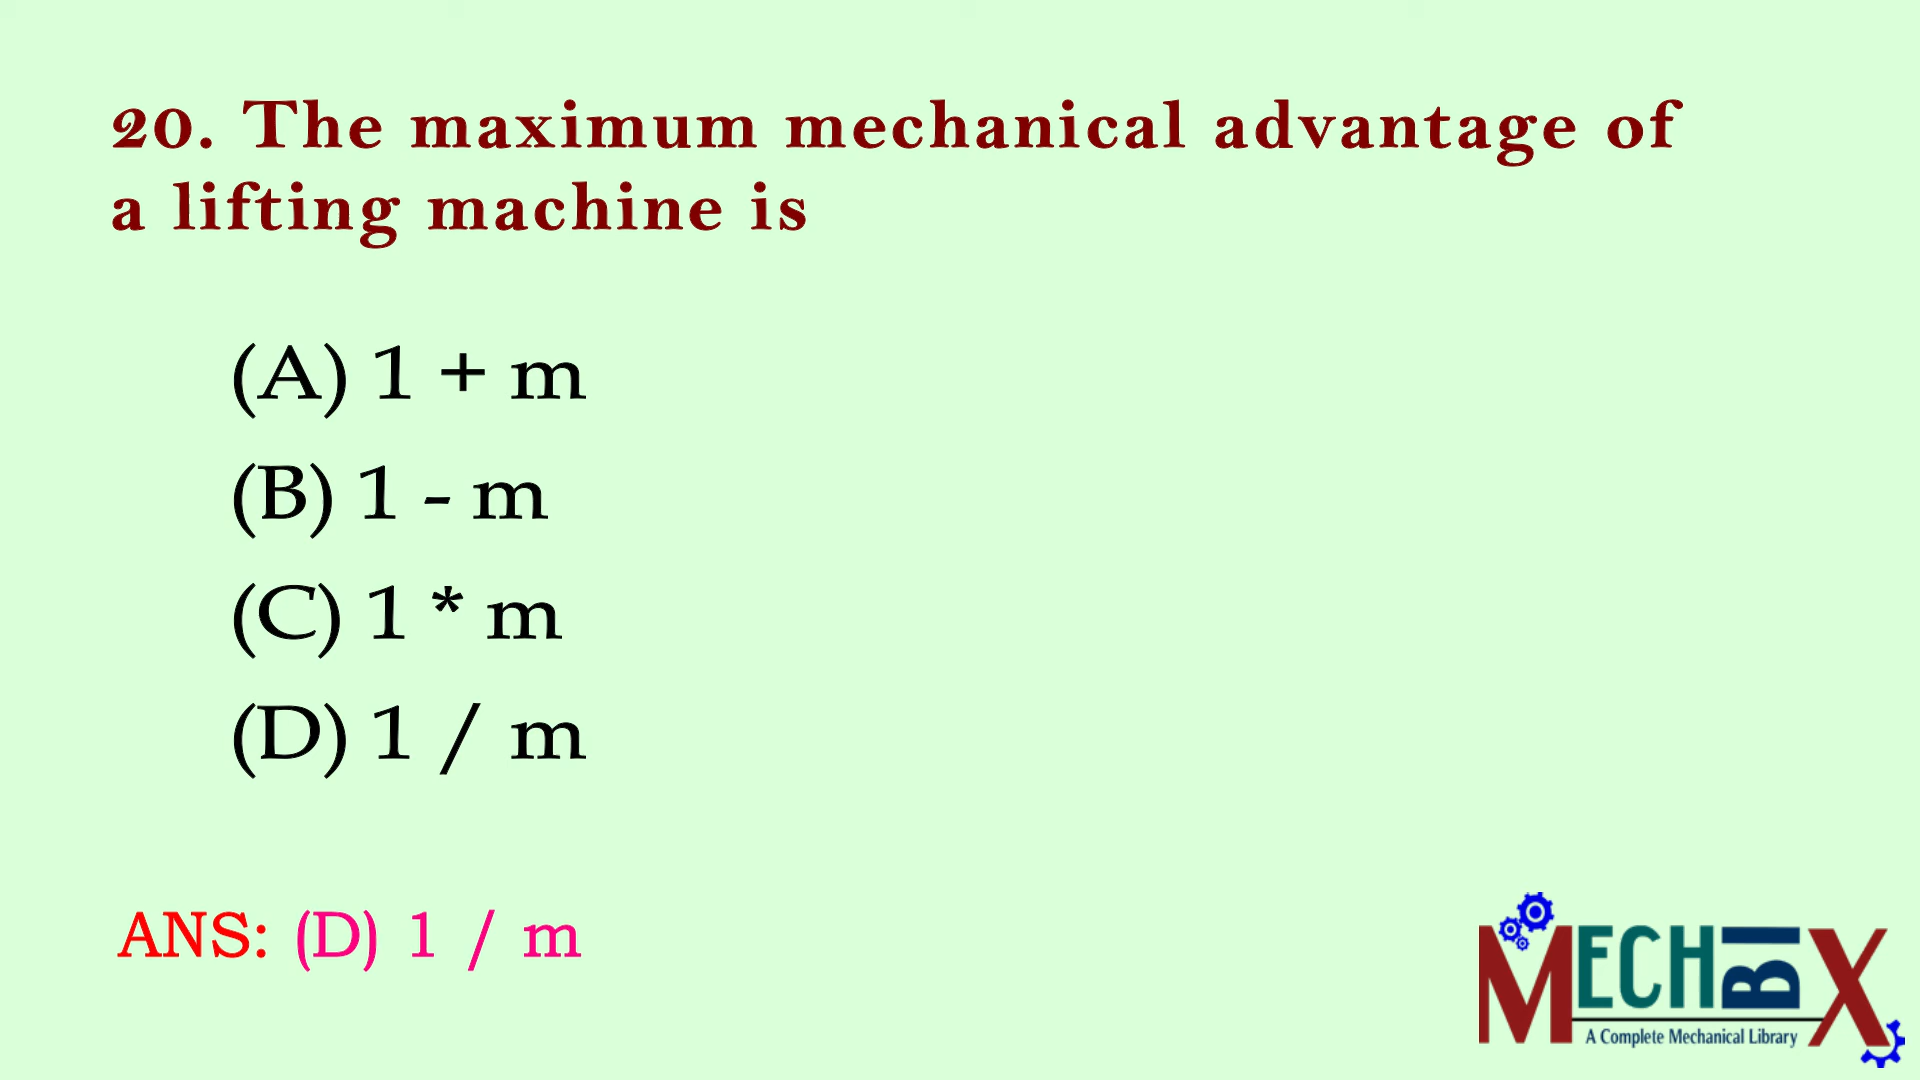 20. The maximum mechanical advantage of
a lifting machine is
(A) 1 + m
(B) 1 - m
(C) 1 * m
(D) 1 / m
ANS: (D) 1 / m
MECHBIX
A Complete Mechanical Library